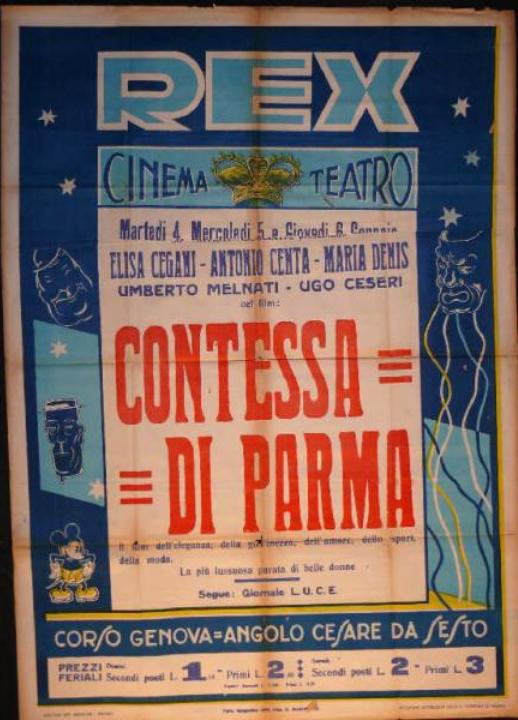 REX
CINEMA TEATRO
Martedì 4, Mercoledì 5 e Giovedì 6 Gennaio
ELISA CEGANI - ANTONIO CENTA - MARIA DENIS
UMBERTO MELNATI - UGO CESERI
nel film:
CONTESSA =
= DI PARMA
Il film dell'eleganza, della giovinezza, dell'amore, dello sport,
della moda.
La più lussuosa parata di belle donne
Segue: Giornale L.U.C.E.
CORSO GENOVA=ANGOLO CESARE DA SESTO
PREZZI FERIALI
Secondi posti L. 1 - Primi L. 2
Secondi posti L. 2 - Primi L. 3